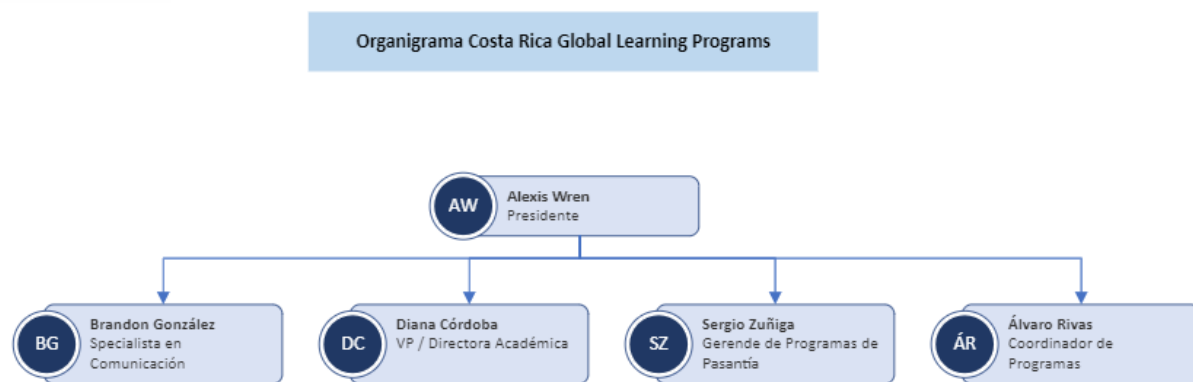 Organigrama Costa Rica Global Learning Programs
AW
Alexis Wren
Presidente
BG
Brandon González
Specialista en
Comunicación
DC
Diana Córdoba
VP / Directora Académica
SZ
Sergio Zuñiga
Gerende de Programas de
Pasantía
ÁR
Álvaro Rivas
Coordinador de
Programas